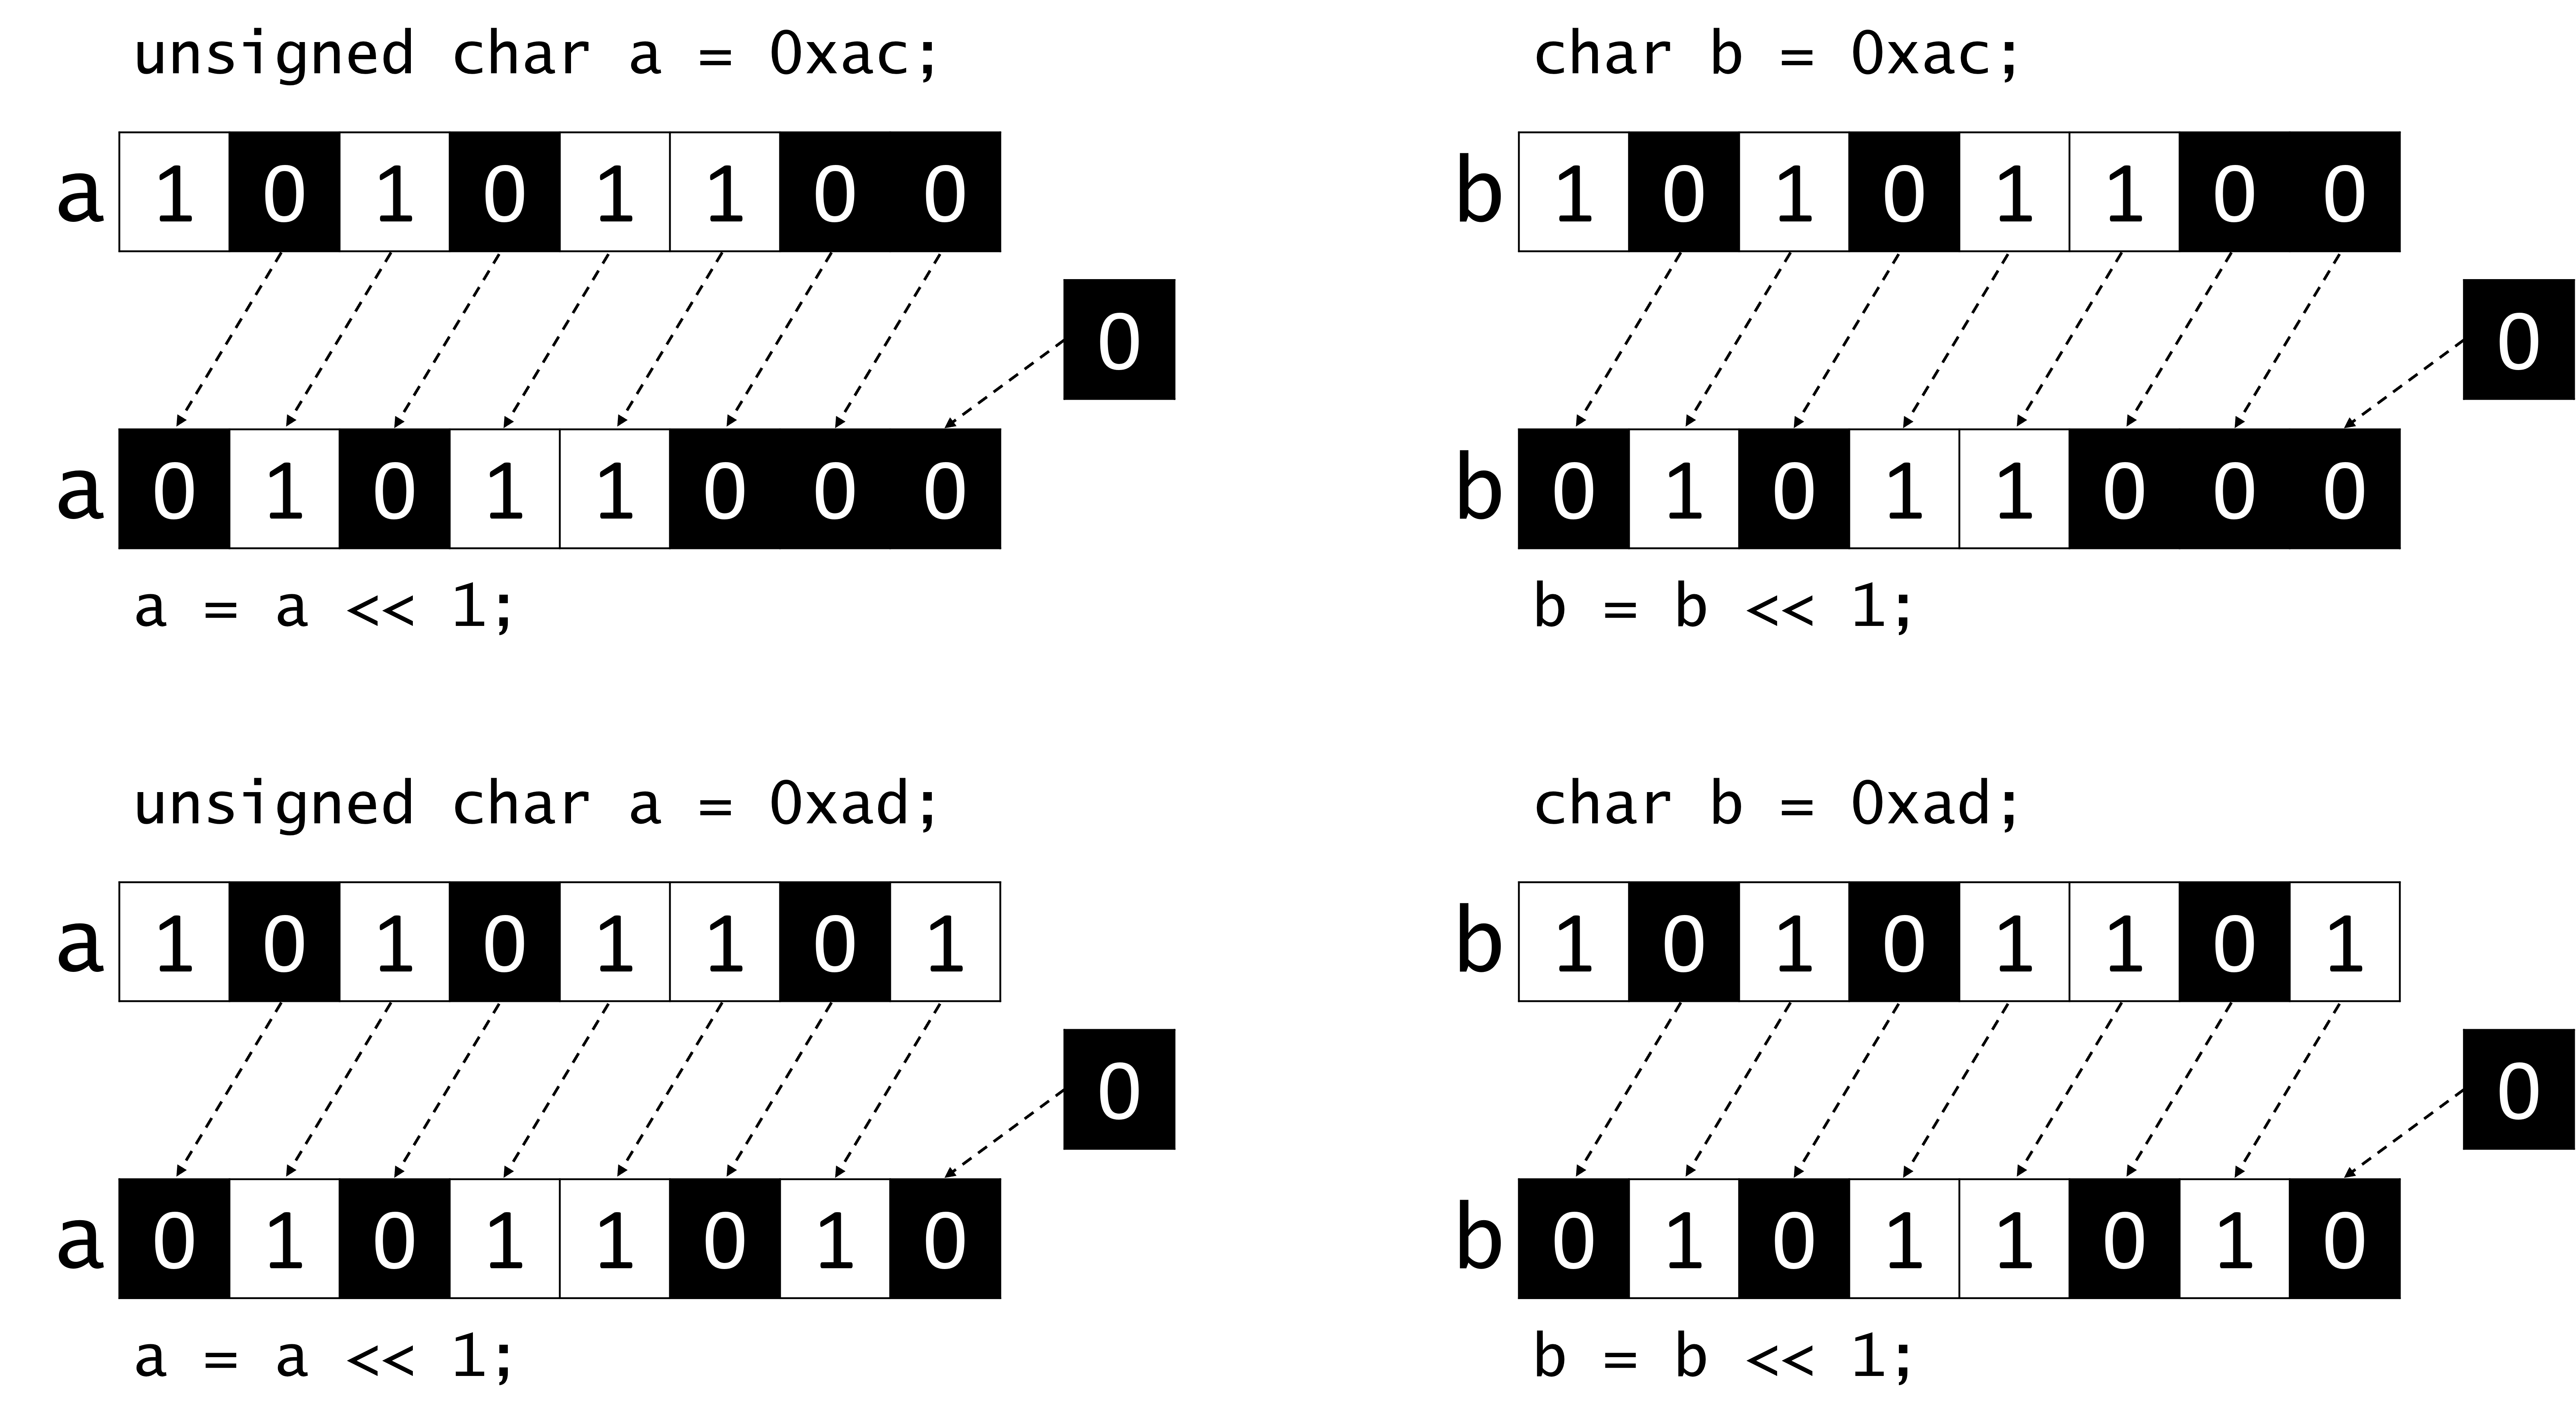 unsigned char a = 0xac;
a 1 0 1 0 1 1 0 0
0
a 0 1 0 1 1 0 0 0
a = a << 1;
char b = 0xac;
b 1 0 1 0 1 1 0 0
0
b 0 1 0 1 1 0 0 0
b = b << 1;
unsigned char a = 0xad;
a 1 0 1 0 1 1 0 1
0
a 0 1 0 1 1 0 1 0
a = a << 1;
char b = 0xad;
b 1 0 1 0 1 1 0 1
0
b 0 1 0 1 1 0 1 0
b = b << 1;